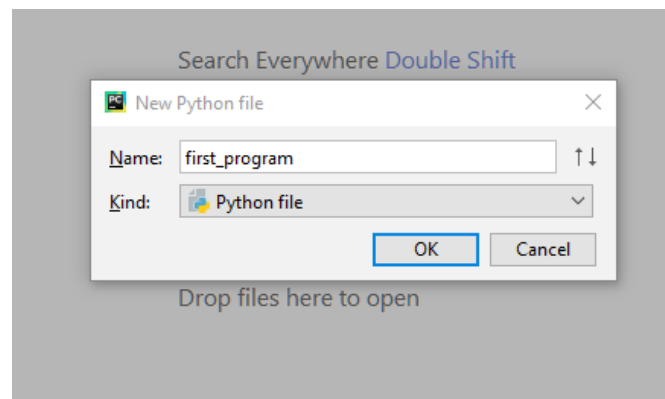 Search Everywhere Double Shift
PC New Python file
Name: first_program
Kind: Python file
OK Cancel
Drop files here to open